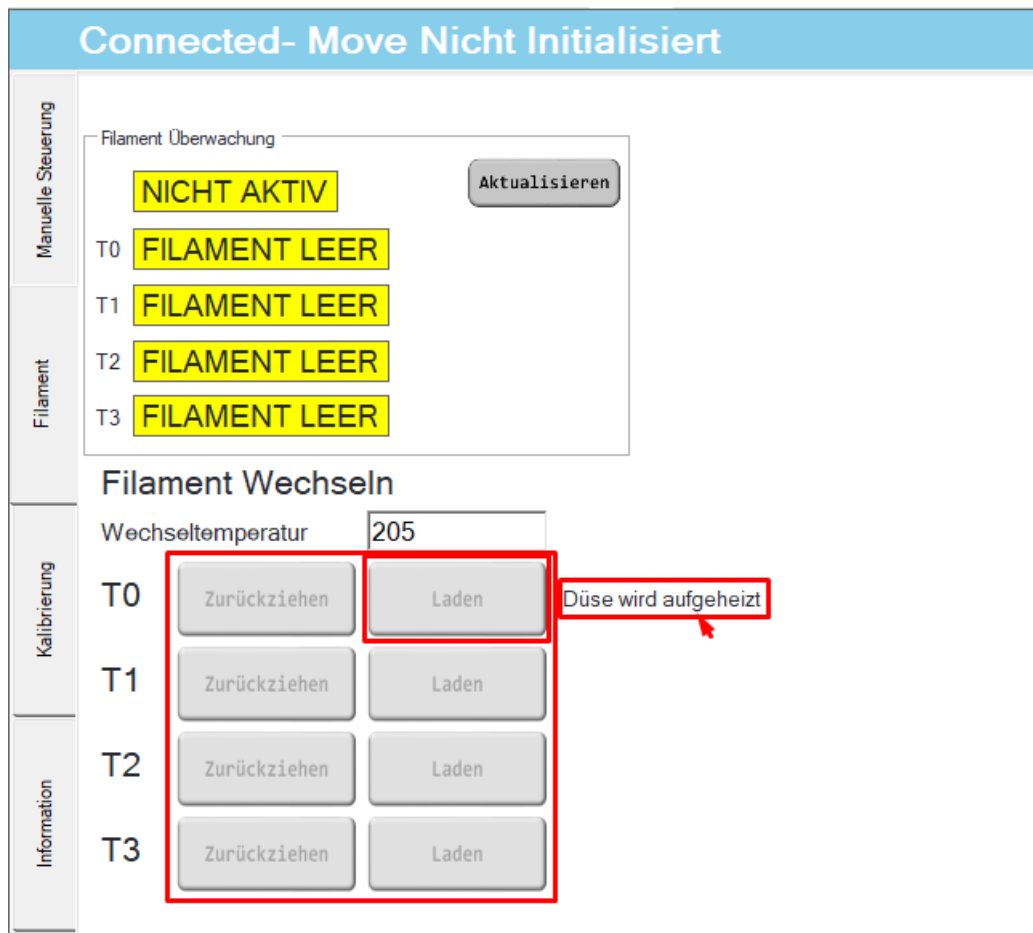 Connected- Move Nicht Initialisiert
Manuelle Steuerung
Filament
Kalibrierung
Information
Filament Überwachung
NICHT AKTIV
Aktualisieren
T0 FILAMENT LEER
T1 FILAMENT LEER
T2 FILAMENT LEER
T3 FILAMENT LEER
Filament Wechseln
Wechseltemperatur 205
T0 Zurückziehen Laden Düse wird aufgeheizt
T1 Zurückziehen Laden
T2 Zurückziehen Laden
T3 Zurückziehen Laden